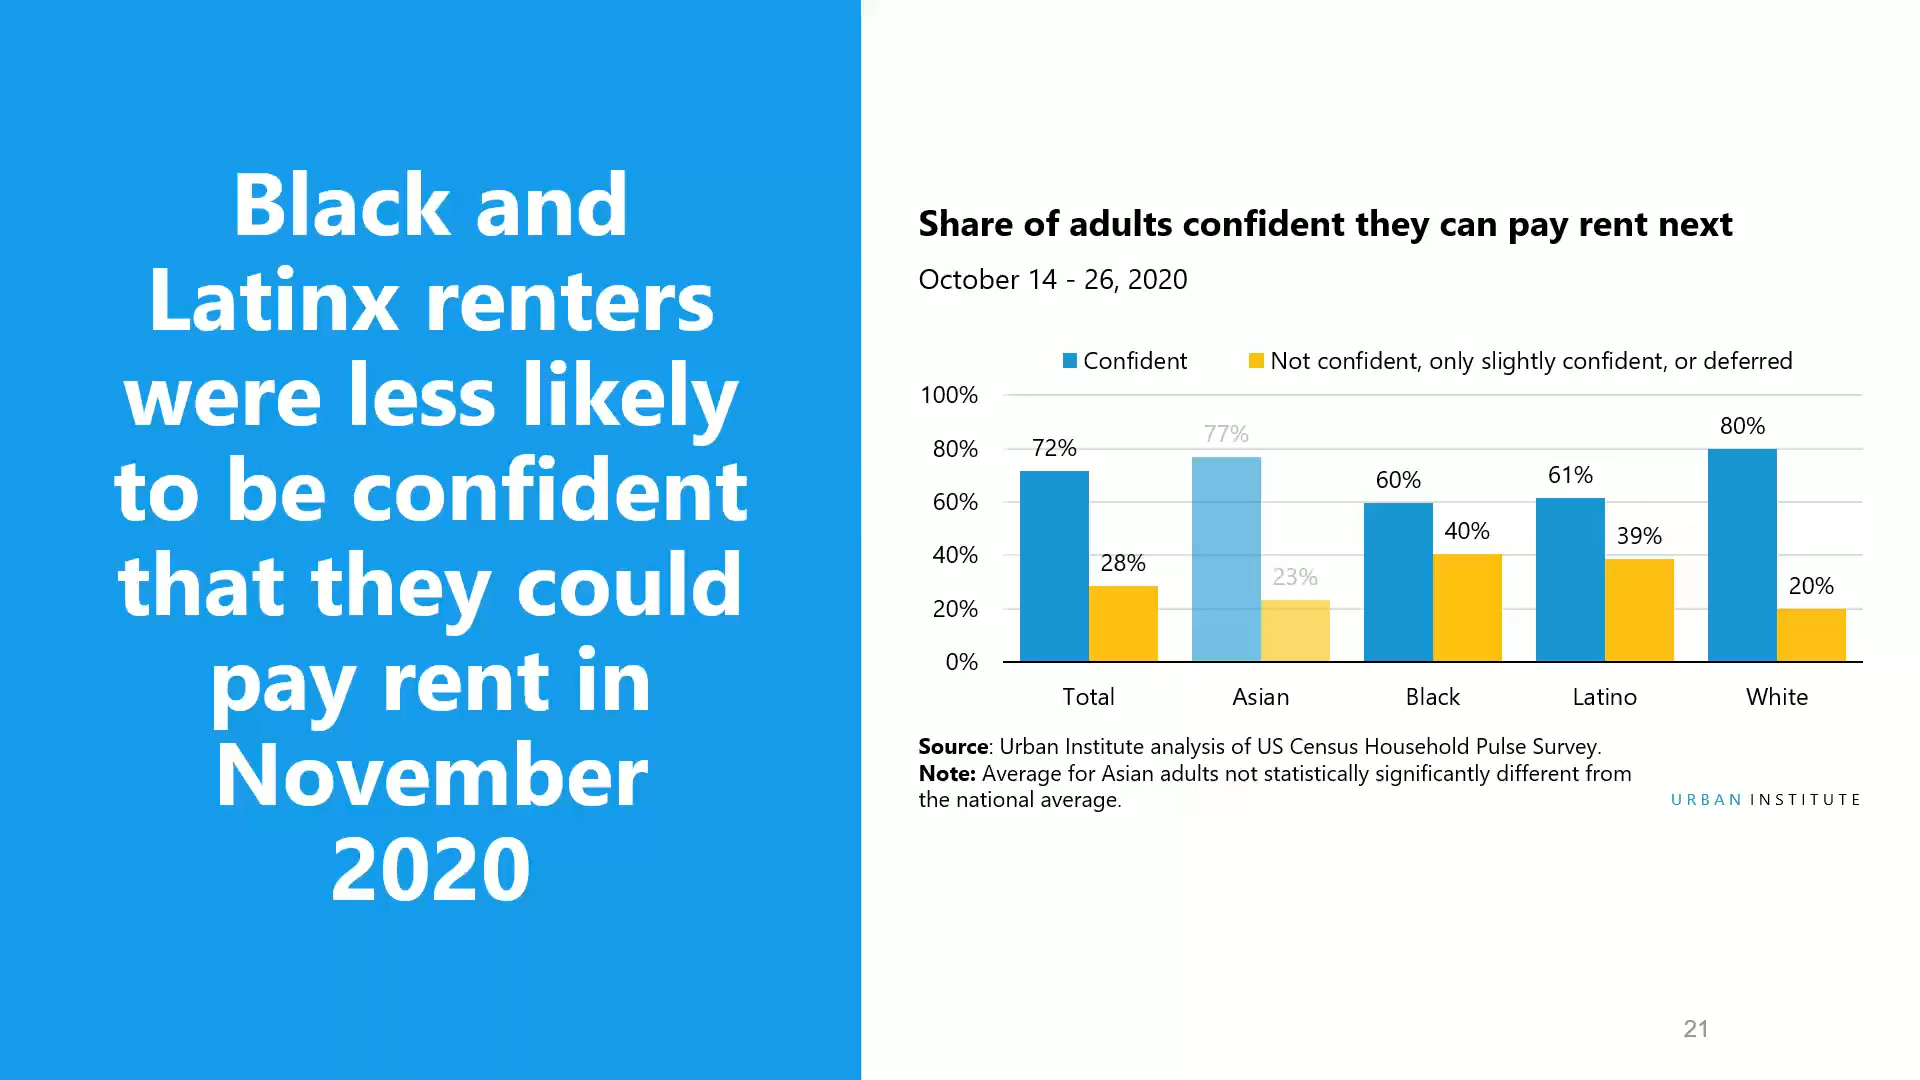 Black and
Latinx renters
were less likely
to be confident
that they could
pay rent in
November
2020
Share of adults confident they can pay rent next
October 14 - 26, 2020
Confident
Not confident, only slightly confident, or deferred
100%
80%
60%
40%
20%
0%
72%
28%
77%
23%
60%
40%
61%
39%
80%
20%
Total
Asian
Black
Latino
White
Source: Urban Institute analysis of US Census Household Pulse Survey.
Note: Average for Asian adults not statistically significantly different from
the national average.
URBAN INSTITUTE
21